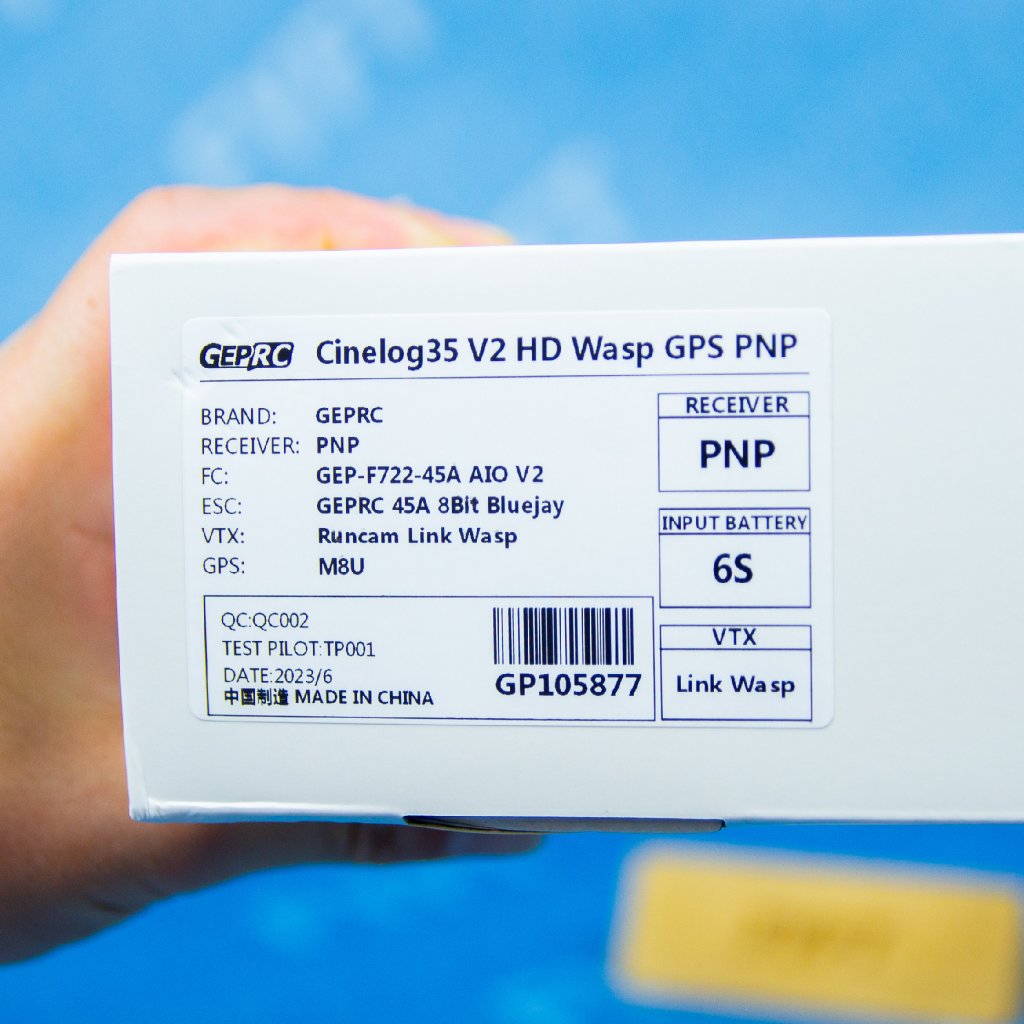 GEPRC Cinelog35 V2 HD Wasp GPS PNP
BRAND: GEPRC
RECEIVER: PNP
FC: GEP-F722-45A AIO V2
ESC: GEPRC 45A 8Bit Bluejay
VTX: Runcam Link Wasp
GPS: M8U
RECEIVER
PNP
INPUT BATTERY
6S
VTX
Link Wasp
QC:QC002
TEST PILOT:TP001
DATE:2023/6
中国制造 MADE IN CHINA
GP105877